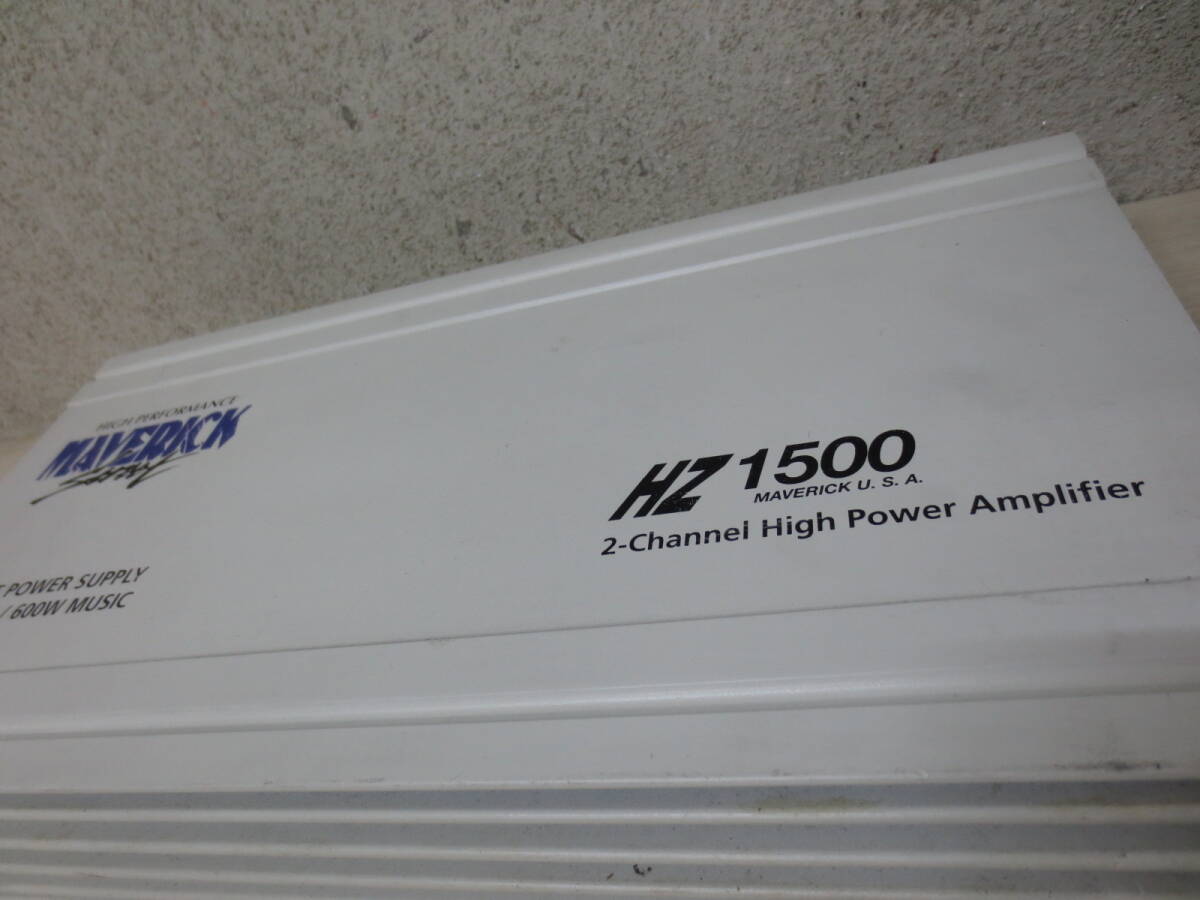 HIGH PERFORMANCE
MAVERICK
HZ 1500
MAVERICK U. S. A.
2-Channel High Power Amplifier
POWER SUPPLY
/ 600W MUSIC